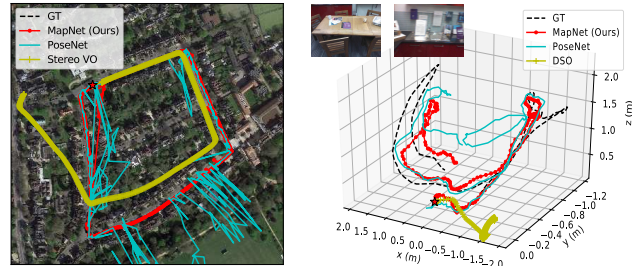 GT
MapNet (Ours)
PoseNet
Stereo VO
GT
MapNet (Ours)
PoseNet
DSO
2.0
1.5
1.0
0.5
z (m)
2.0
1.5
1.0
0.5
0.0
−0.5
−1.0
−1.5
−2.0
x (m)
0.0
−0.2
−0.4
−0.6
−0.8
−1.0
−1.2
y (m)